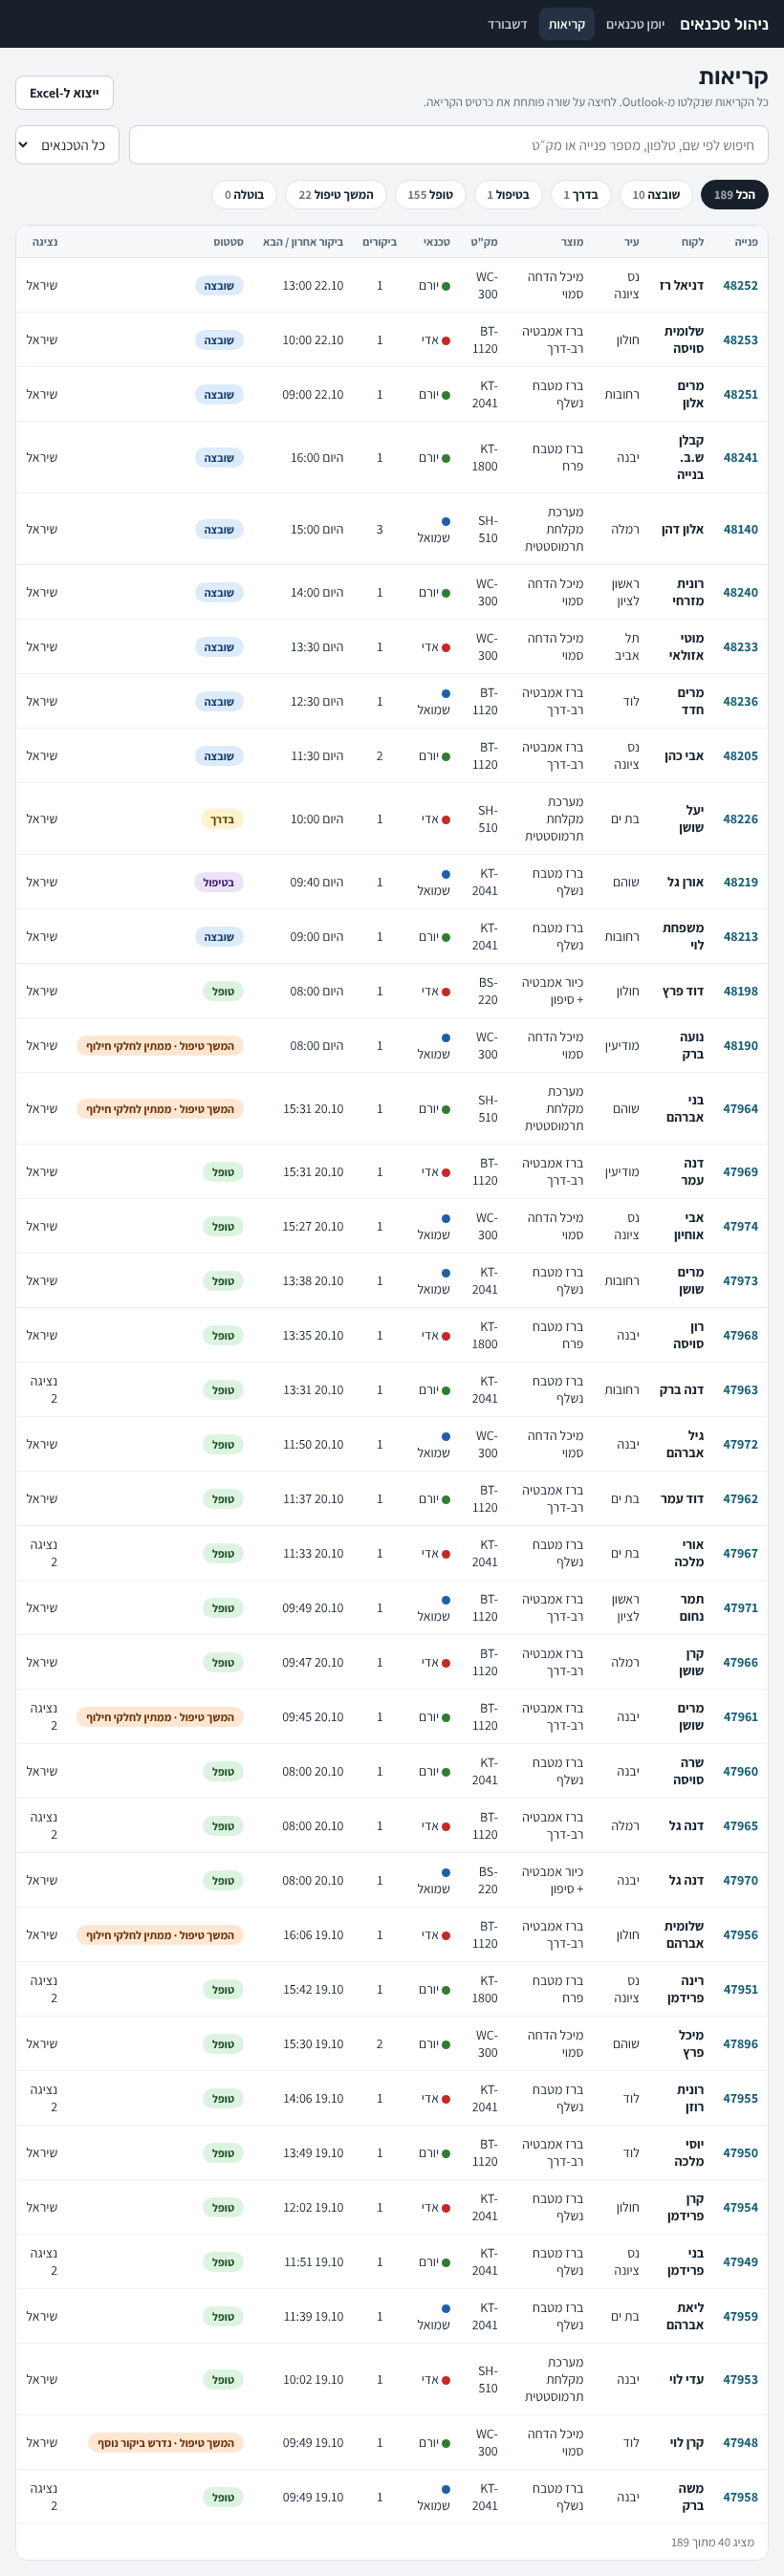 ניהול טכנאים יומן טכנאים קריאות דשבורד
קריאות
כל הקריאות שנקלטו מ-Outlook. לחיצה על שורה פותחת את כרטיס הקריאה.
ייצוא ל-Excel
חיפוש לפי שם, טלפון, מספר פנייה או מק״ט
כל הטכנאים
הכל 189 שובצה 10 בדרך 1 בטיפול 1 טופל 155 המשך טיפול 22 בוטלה 0
פנייה לקוח עיר מוצר מק"ט טכנאי ביקורים ביקור אחרון / הבא סטטוס נציגה
48252 דניאל רז נס ציונה מיכל הדחה סמוי WC-300 יורם 1 22.10 13:00 שובצה שיראל
48253 שלומית סויסה חולון ברז אמבטיה רב-דרך BT-1120 אדי 1 22.10 10:00 שובצה שיראל
48251 מרים אלון רחובות ברז מטבח נשלף KT-2041 יורם 1 22.10 09:00 שובצה שיראל
48241 קבלן ש.ב. בנייה יבנה ברז מטבח פרח KT-1800 יורם 1 היום 16:00 שובצה שיראל
48140 אלון דהן רמלה מערכת מקלחת תרמוסטטית SH-510 שמואל 3 היום 15:00 שובצה שיראל
48240 רונית מזרחי ראשון לציון מיכל הדחה סמוי WC-300 יורם 1 היום 14:00 שובצה שיראל
48233 מוטי אזולאי תל אביב מיכל הדחה סמוי WC-300 אדי 1 היום 13:30 שובצה שיראל
48236 מרים חדד לוד ברז אמבטיה רב-דרך BT-1120 שמואל 1 היום 12:30 שובצה שיראל
48205 אבי כהן נס ציונה ברז אמבטיה רב-דרך BT-1120 יורם 2 היום 11:30 שובצה שיראל
48226 יעל ששון בת ים מערכת מקלחת תרמוסטטית SH-510 אדי 1 היום 10:00 בדרך שיראל
48219 אורן גל שוהם ברז מטבח נשלף KT-2041 שמואל 1 היום 09:40 בטיפול שיראל
48213 משפחת לוי רחובות ברז מטבח נשלף KT-2041 יורם 1 היום 09:00 שובצה שיראל
48198 דוד פרץ חולון כיור אמבטיה + סיפון BS-220 אדי 1 היום 08:00 טופל שיראל
48190 נועה ברק מודיעין מיכל הדחה סמוי WC-300 שמואל 1 היום 08:00 המשך טיפול · ממתין לחלקי חילוף שיראל
47964 בני אברהם שוהם מערכת מקלחת תרמוסטטית SH-510 יורם 1 20.10 15:31 המשך טיפול · ממתין לחלקי חילוף שיראל
47969 דנה עמר מודיעין ברז אמבטיה רב-דרך BT-1120 אדי 1 20.10 15:31 טופל שיראל
47974 אבי אוחיון נס ציונה מיכל הדחה סמוי WC-300 שמואל 1 20.10 15:27 טופל שיראל
47973 מרים ששון רחובות ברז מטבח נשלף KT-2041 שמואל 1 20.10 13:38 טופל שיראל
47968 רון סויסה יבנה ברז מטבח פרח KT-1800 אדי 1 20.10 13:35 טופל שיראל
47963 דנה ברק רחובות ברז מטבח נשלף KT-2041 יורם 1 20.10 13:31 טופל נציגה 2
47972 גיל אברהם יבנה מיכל הדחה סמוי WC-300 שמואל 1 20.10 11:50 טופל שיראל
47962 דוד עמר בת ים ברז אמבטיה רב-דרך BT-1120 יורם 1 20.10 11:37 טופל שיראל
47967 אורי מלכה בת ים ברז מטבח נשלף KT-2041 אדי 1 20.10 11:33 טופל נציגה 2
47971 תמר נחום ראשון לציון ברז אמבטיה רב-דרך BT-1120 שמואל 1 20.10 09:49 טופל שיראל
47966 קרן ששון רמלה ברז אמבטיה רב-דרך BT-1120 אדי 1 20.10 09:47 טופל שיראל
47961 מרים ששון יבנה ברז אמבטיה רב-דרך BT-1120 יורם 1 20.10 09:45 המשך טיפול · ממתין לחלקי חילוף נציגה 2
47960 שרה סויסה יבנה ברז מטבח נשלף KT-2041 יורם 1 20.10 08:00 טופל שיראל
47965 דנה גל רמלה ברז אמבטיה רב-דרך BT-1120 אדי 1 20.10 08:00 טופל נציגה 2
47970 דנה גל יבנה כיור אמבטיה + סיפון BS-220 שמואל 1 20.10 08:00 טופל שיראל
47956 שלומית אברהם חולון ברז אמבטיה רב-דרך BT-1120 אדי 1 19.10 16:06 המשך טיפול · ממתין לחלקי חילוף שיראל
47951 רינה פרידמן נס ציונה ברז מטבח פרח KT-1800 יורם 1 19.10 15:42 טופל נציגה 2
47896 מיכל פרץ שוהם מיכל הדחה סמוי WC-300 יורם 2 19.10 15:30 טופל שיראל
47955 רונית רוזן לוד ברז מטבח נשלף KT-2041 אדי 1 19.10 14:06 טופל נציגה 2
47950 יוסי מלכה לוד ברז אמבטיה רב-דרך BT-1120 יורם 1 19.10 13:49 טופל שיראל
47954 קרן פרידמן חולון ברז מטבח נשלף KT-2041 אדי 1 19.10 12:02 טופל שיראל
47949 בני פרידמן נס ציונה ברז מטבח נשלף KT-2041 יורם 1 19.10 11:51 טופל נציגה 2
47959 ליאת אברהם בת ים ברז מטבח נשלף KT-2041 שמואל 1 19.10 11:39 טופל שיראל
47953 עדי לוי יבנה מערכת מקלחת תרמוסטטית SH-510 אדי 1 19.10 10:02 טופל שיראל
47948 קרן לוי לוד מיכל הדחה סמוי WC-300 יורם 1 19.10 09:49 המשך טיפול · נדרש ביקור נוסף שיראל
47958 משה ברק יבנה ברז מטבח נשלף KT-2041 שמואל 1 19.10 09:49 טופל נציגה 2
מציג 40 מתוך 189